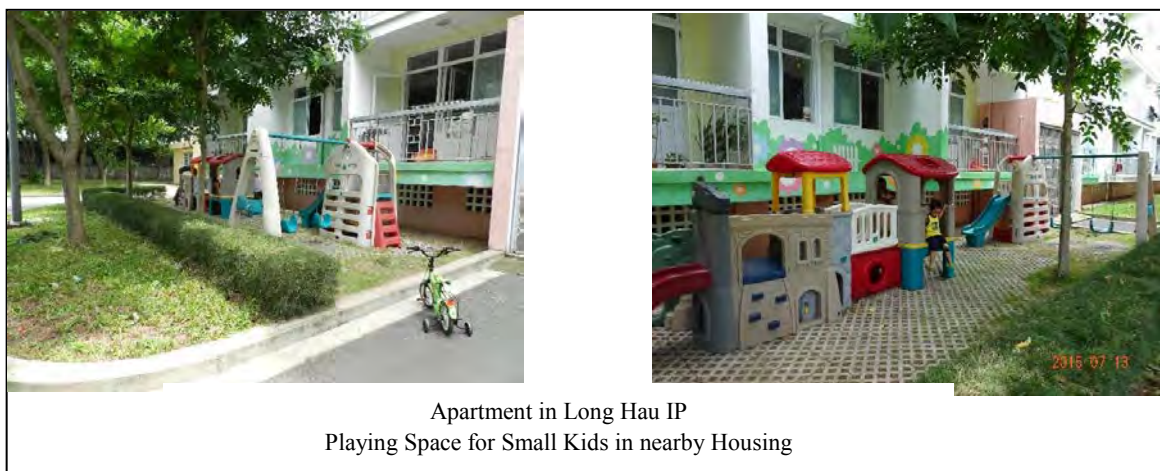 2015 07 13
Apartment in Long Hau IP
Playing Space for Small Kids in nearby Housing